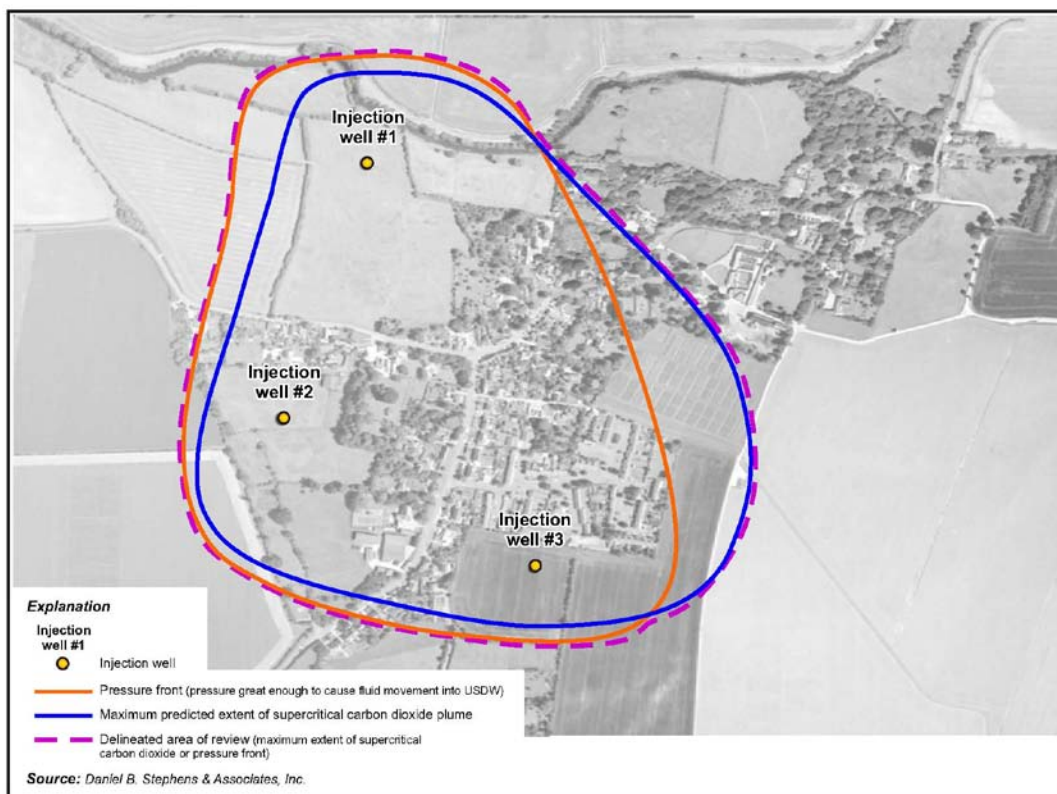 Injection
well #1
Injection
well #2
Injection
well #3
Explanation
Injection
well #1
Injection well
Pressure front (pressure great enough to cause fluid movement into USDW)
Maximum predicted extent of supercritical carbon dioxide plume
Delineated area of review (maximum extent of supercritical
carbon dioxide or pressure front)
Source: Daniel B. Stephens & Associates, Inc.